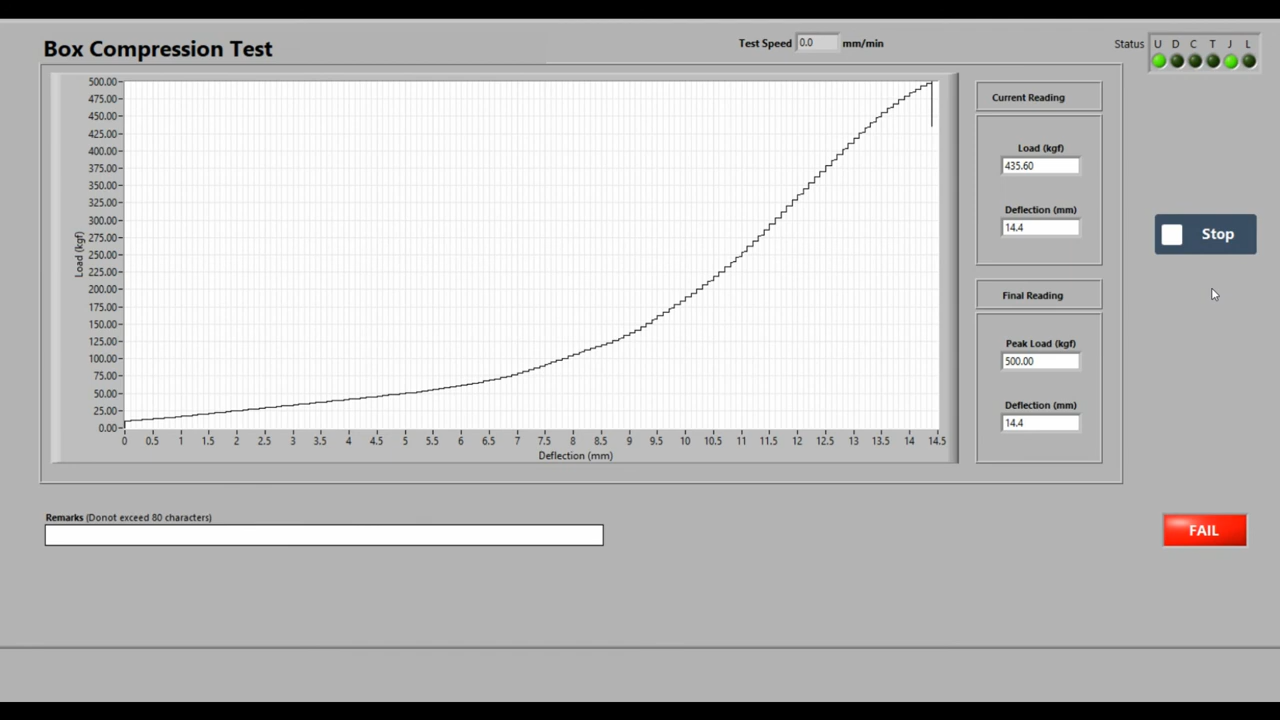 Box Compression Test
Test Speed 0.0 mm/min
Status U D C T J L
500.00
475.00
450.00
425.00
400.00
375.00
350.00
325.00
300.00
275.00
250.00
225.00
200.00
175.00
150.00
125.00
100.00
75.00
50.00
25.00
0.00
Load (kgf)
0 0.5 1 1.5 2 2.5 3 3.5 4 4.5 5 5.5 6 6.5 7 7.5 8 8.5 9 9.5 10 10.5 11 11.5 12 12.5 13 13.5 14 14.5
Deflection (mm)
Current Reading
Load (kgf)
435.60
Deflection (mm)
14.4
Final Reading
Peak Load (kgf)
500.00
Deflection (mm)
14.4
Stop
Remarks (Donot exceed 80 characters)
FAIL